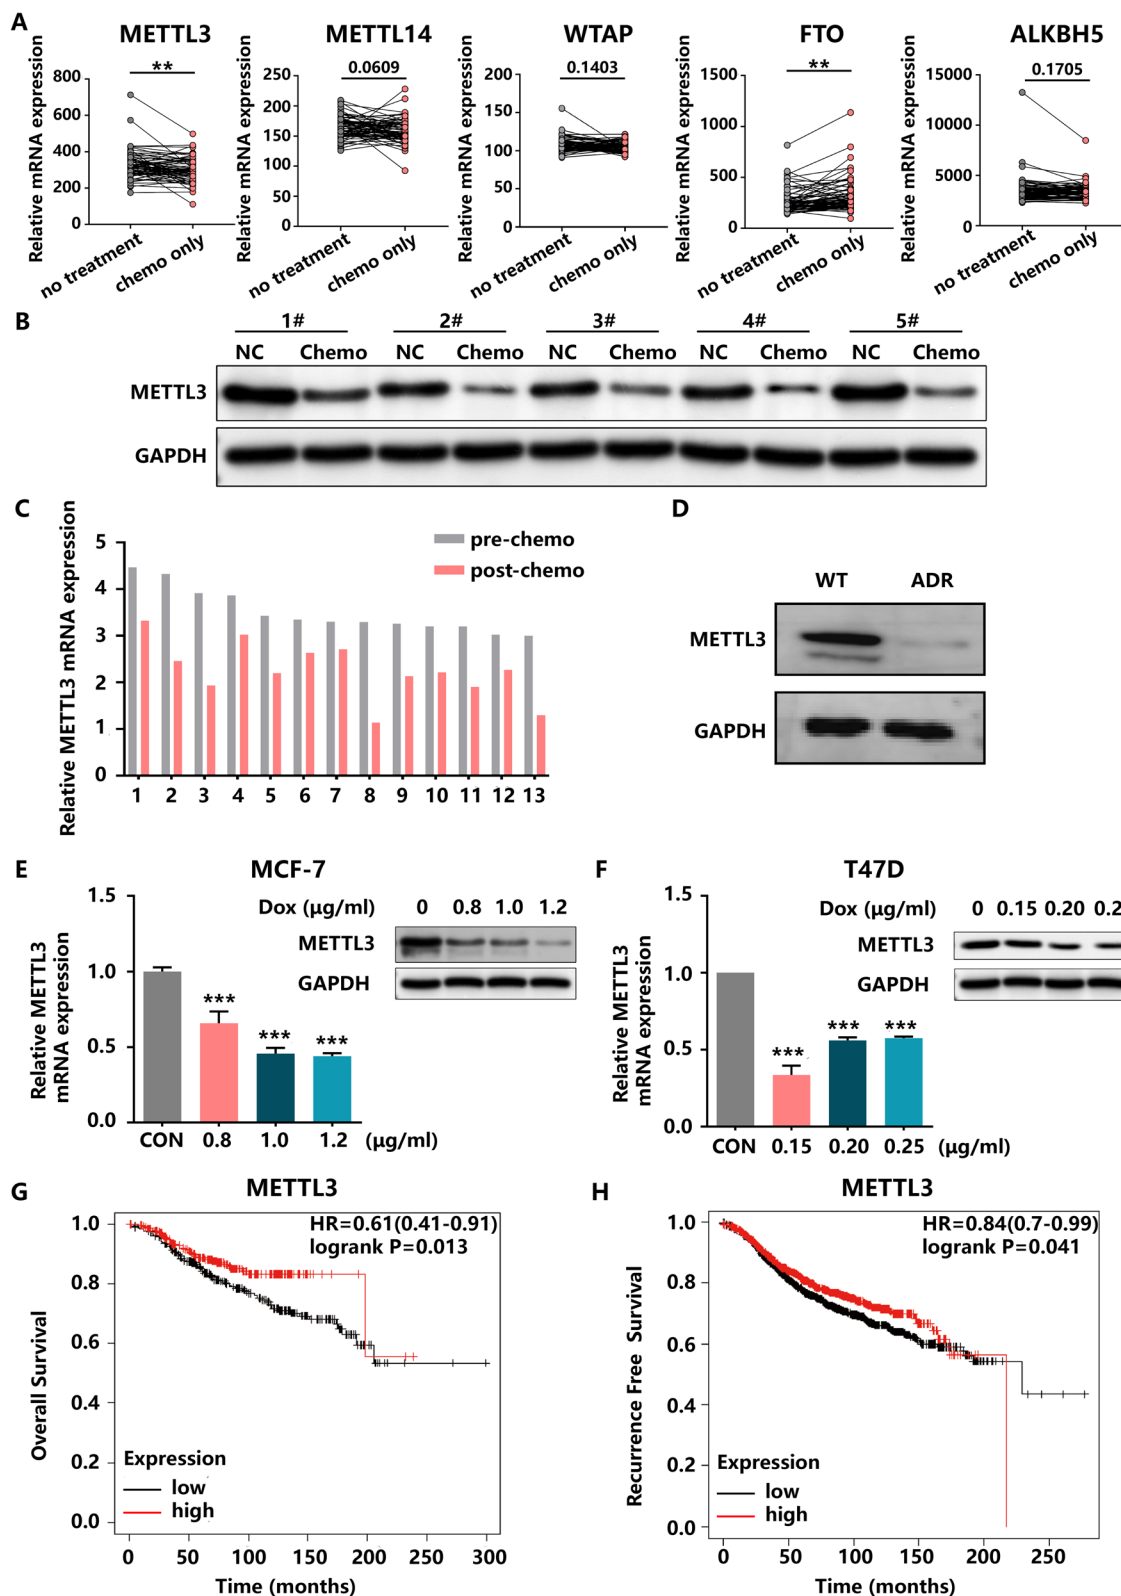 A
METTL3 METTL14 WTAP FTO ALKBH5
Relative mRNA expression
800
600
400
200
0
**
no treatment
chemo only
Relative mRNA expression
250
200
150
100
50
0
0.0609
no treatment
chemo only
Relative mRNA expression
200
150
100
50
0
0.1403
no treatment
chemo only
Relative mRNA expression
1500
1000
500
0
**
no treatment
chemo only
Relative mRNA expression
15000
10000
5000
0
0.1705
no treatment
chemo only
B
1# 2# 3# 4# 5#
NC Chemo NC Chemo NC Chemo NC Chemo NC Chemo
METTL3
GAPDH
C
Relative METTL3 mRNA expression
5
4
3
2
1
0
pre-chemo
post-chemo
1 2 3 4 5 6 7 8 9 10 11 12 13
D
WT ADR
METTL3
GAPDH
E
MCF-7
Relative METTL3
mRNA expression
1.5
1.0
0.5
0.0
*** *** ***
CON 0.8 1.0 1.2 (μg/ml)
Dox (μg/ml) 0 0.8 1.0 1.2
METTL3
GAPDH
F
T47D
Relative METTL3
mRNA expression
1.5
1.0
0.5
0.0
*** *** ***
CON 0.15 0.20 0.25 (μg/ml)
Dox (μg/ml) 0 0.15 0.20 0.2
METTL3
GAPDH
G
METTL3
Overall Survival
1.0
0.8
0.6
0.4
0.2
0.0
HR=0.61(0.41-0.91)
logrank P=0.013
Expression
low
high
0 50 100 150 200 250 300
Time (months)
H
METTL3
Recurrence Free Survival
1.0
0.8
0.6
0.4
0.2
0.0
HR=0.84(0.7-0.99)
logrank P=0.041
Expression
low
high
0 50 100 150 200 250
Time (months)